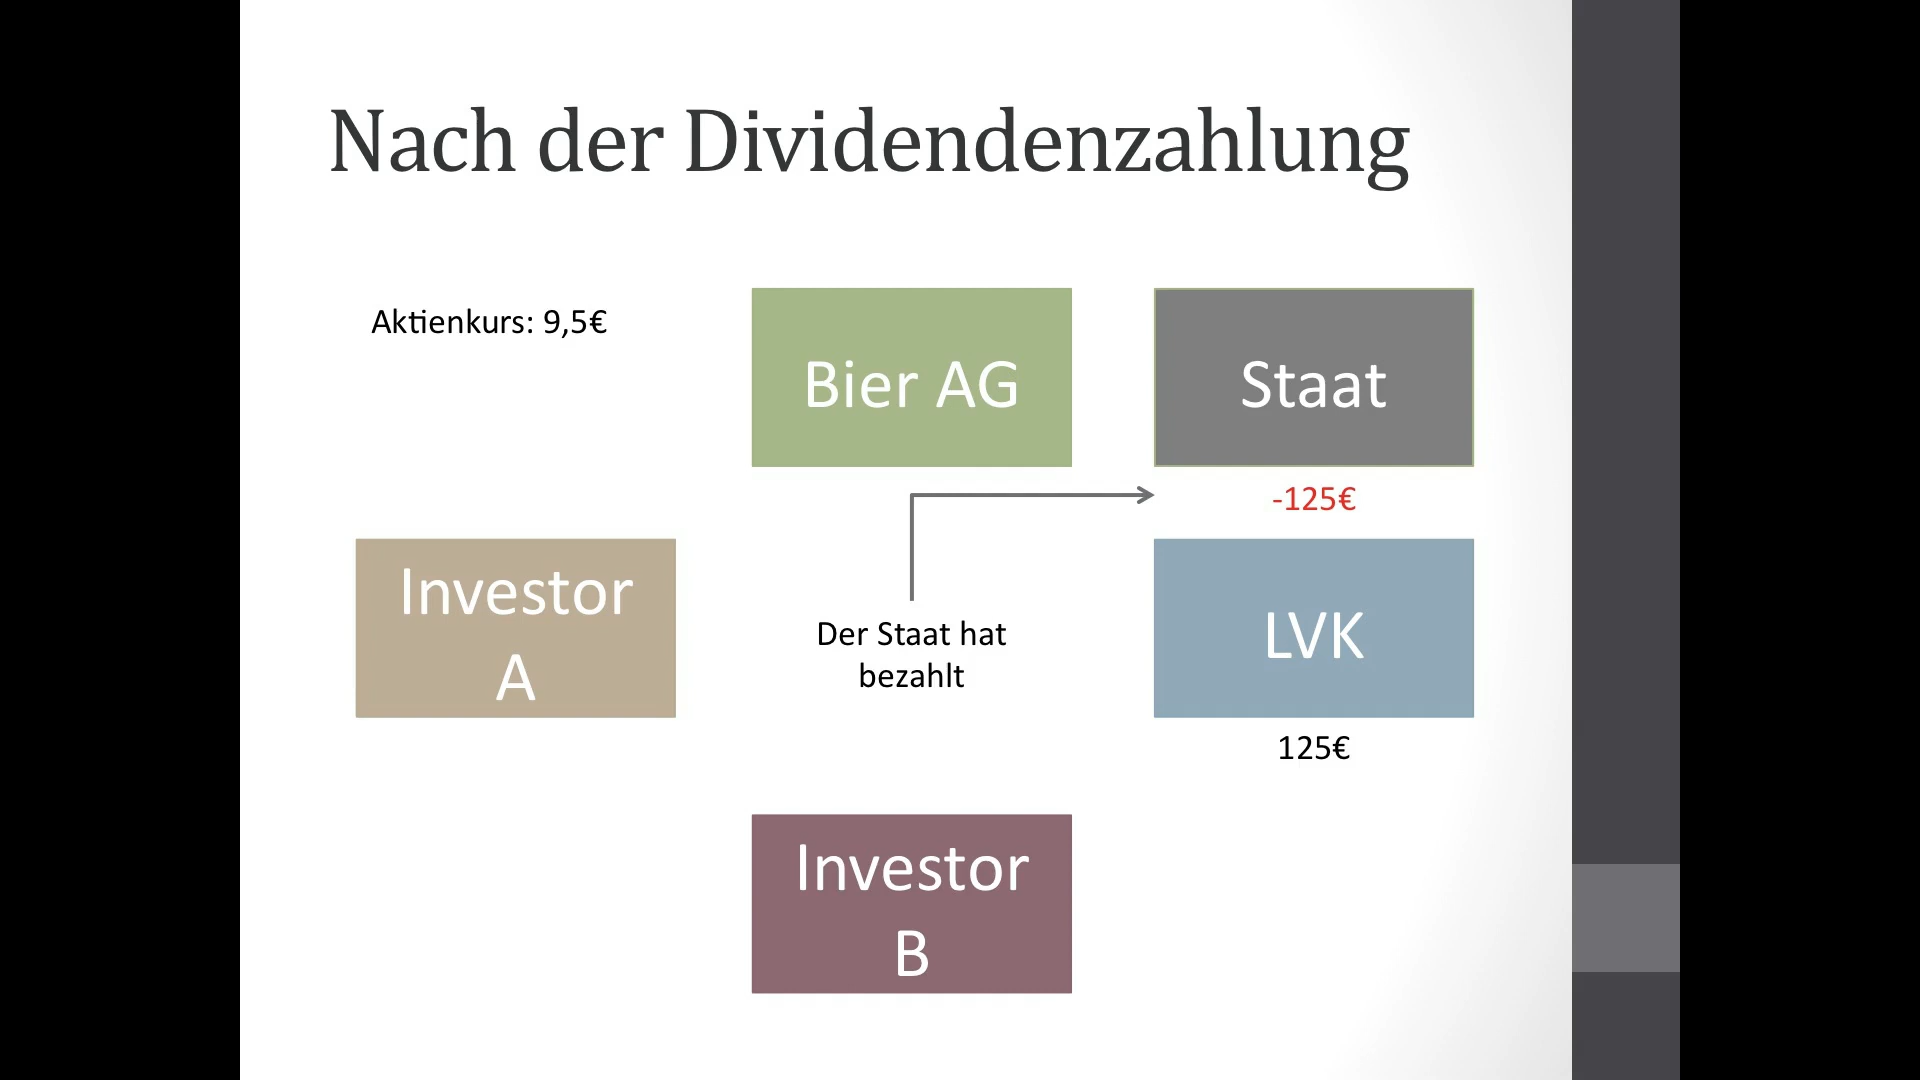 Nach der Dividendenzahlung
Aktienkurs: 9,5€
Bier AG
Staat
-125€
Investor
A
Der Staat hat
bezahlt
LVK
125€
Investor
B